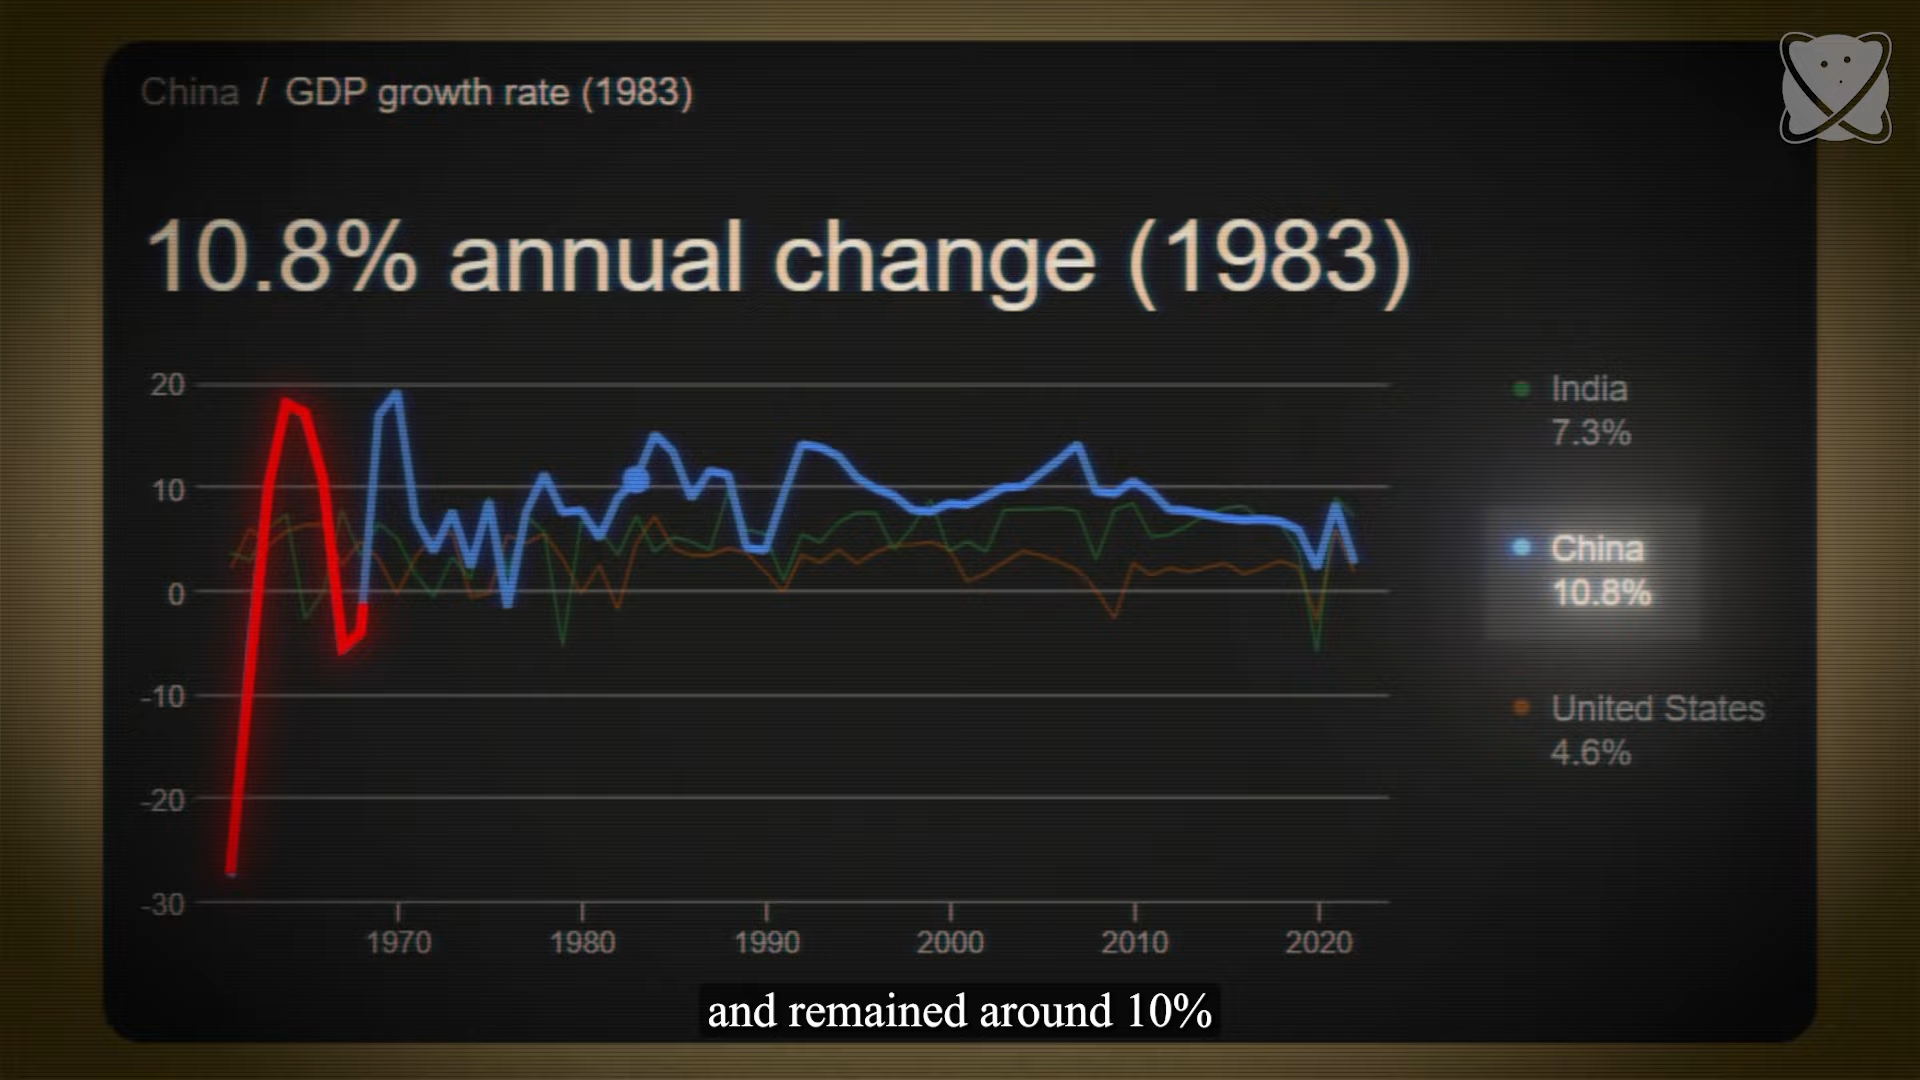 China / GDP growth rate (1983)
10.8% annual change (1983)
20
10
0
-10
-20
-30
1970 1980 1990 2000 2010 2020
India
7.3%
China
10.8%
United States
4.6%
and remained around 10%